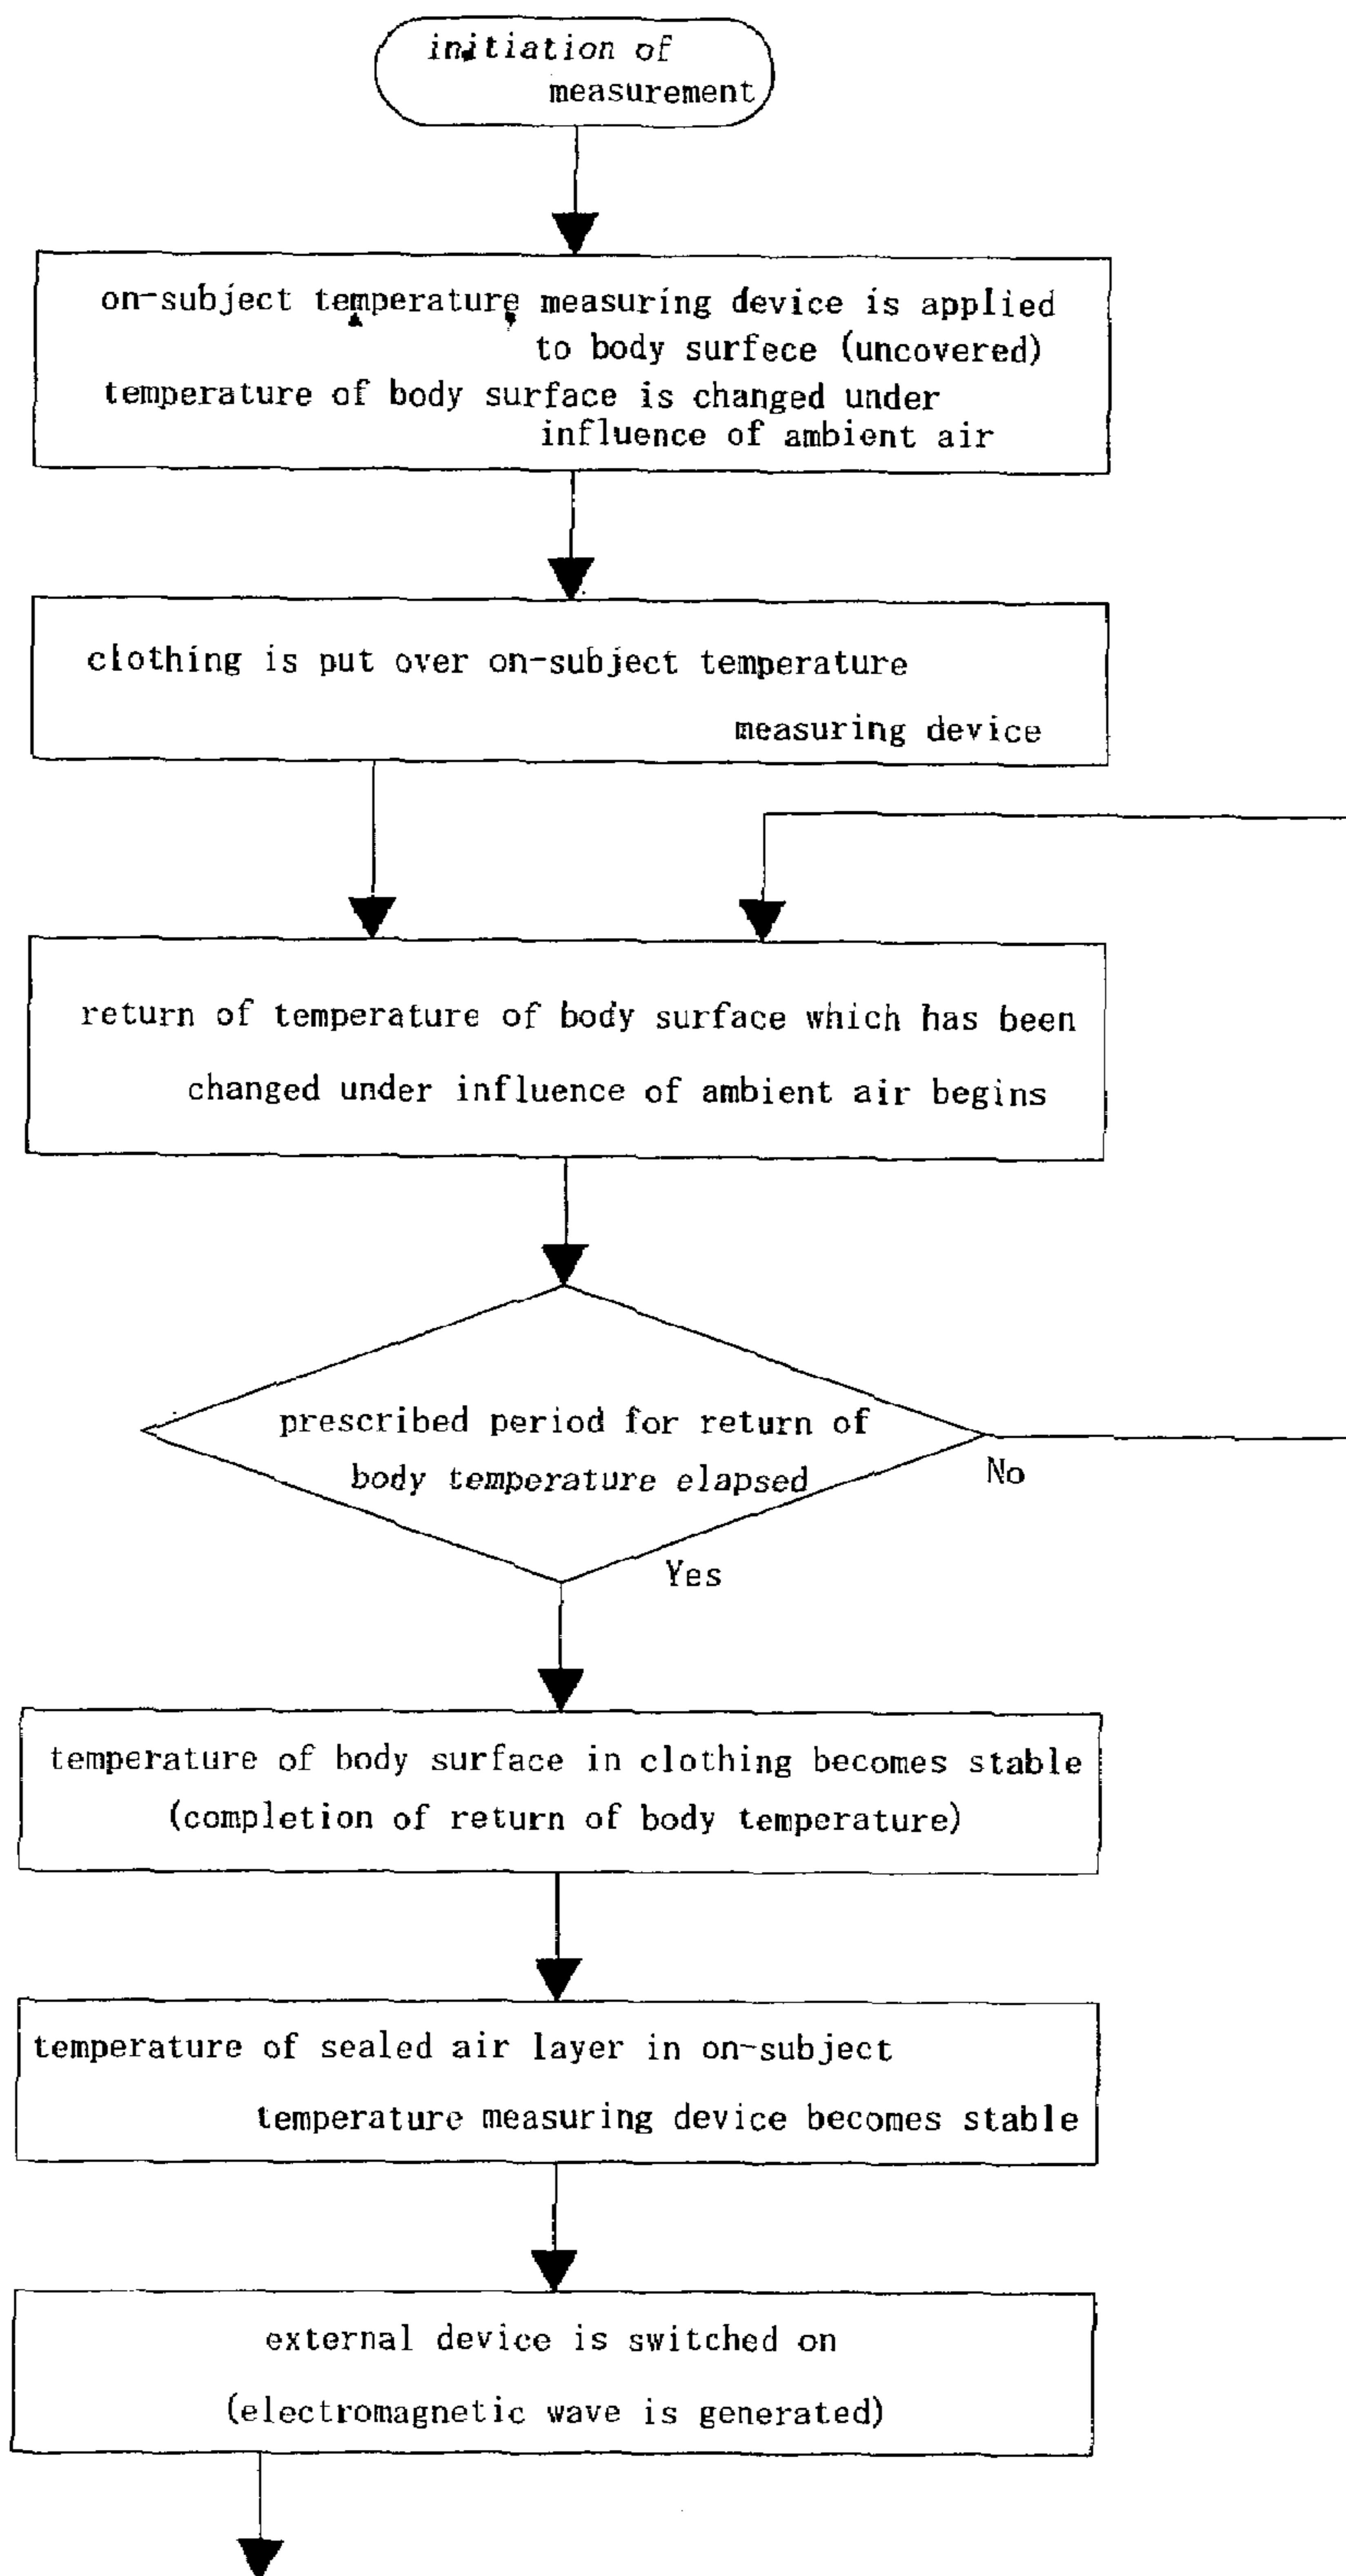 initiation of
measurement
on-subject temperature measuring device is applied
to body surfece (uncovered)
temperature of body surface is changed under
influence of ambient air
clothing is put over on-subject temperature
measuring device
return of temperature of body surface which has been
changed under influence of ambient air begins
prescribed period for return of
body temperature elapsed
No
Yes
temperature of body surface in clothing becomes stable
(completion of return of body temperature)
temperature of sealed air layer in on-subject
temperature measuring device becomes stable
external device is switched on
(electromagnetic wave is generated)